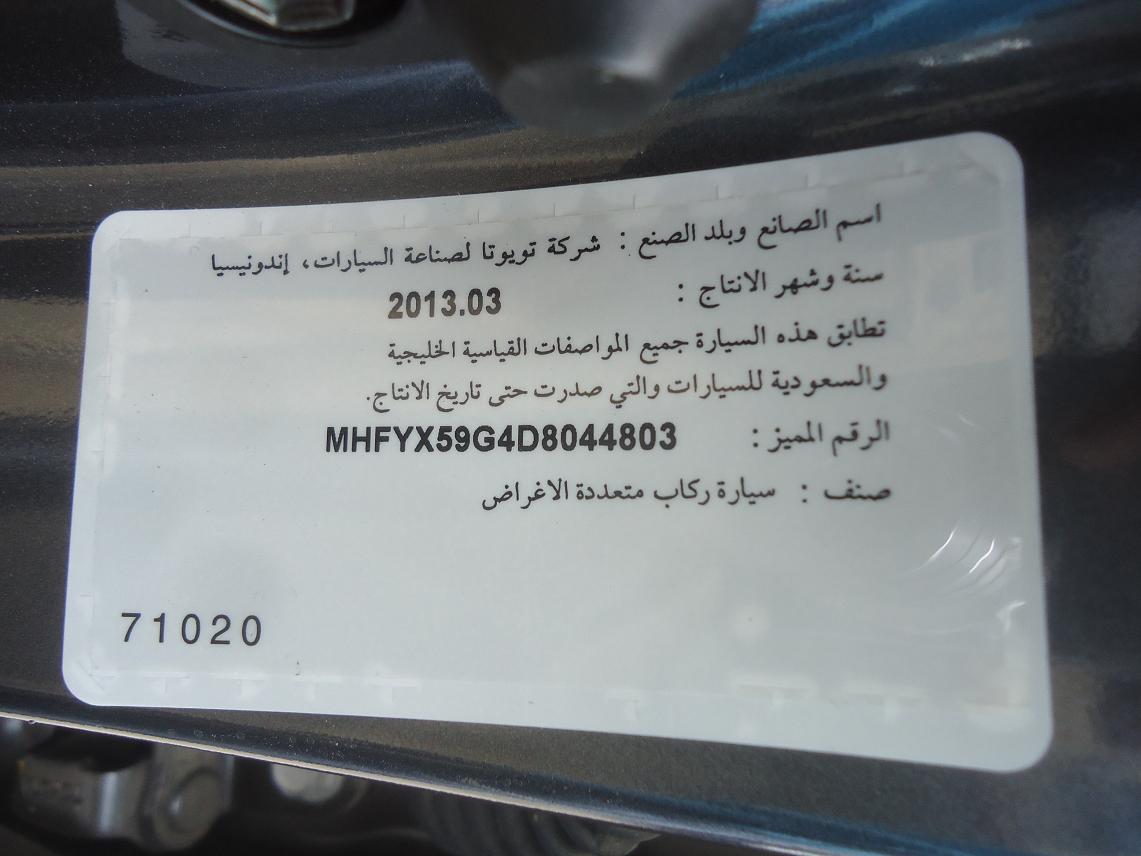 اسم الصانع وبلد الصنع : شركة تويوتا لصناعة السيارات، إندونيسيا
سنة وشهر الانتاج : 2013.03
تطابق هذه السيارة جميع المواصفات القياسية الخليجية
والسعودية للسيارات والتي صدرت حتى تاريخ الانتاج.
الرقم المميز : MHFYX59G4D8044803
صنف : سيارة ركاب متعددة الاغراض
71020